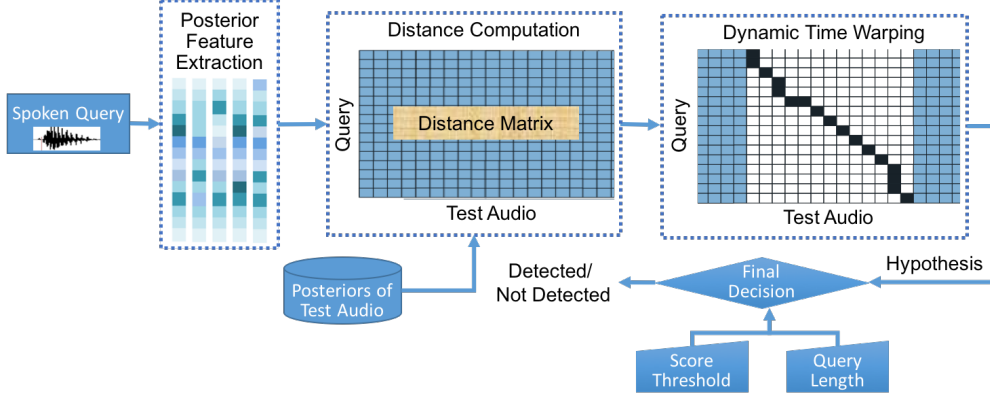 Spoken Query
Posterior
Feature
Extraction
Distance Computation
Query
Distance Matrix
Test Audio
Dynamic Time Warping
Query
Test Audio
Posteriors of
Test Audio
Detected/
Not Detected
Final
Decision
Hypothesis
Score
Threshold
Query
Length